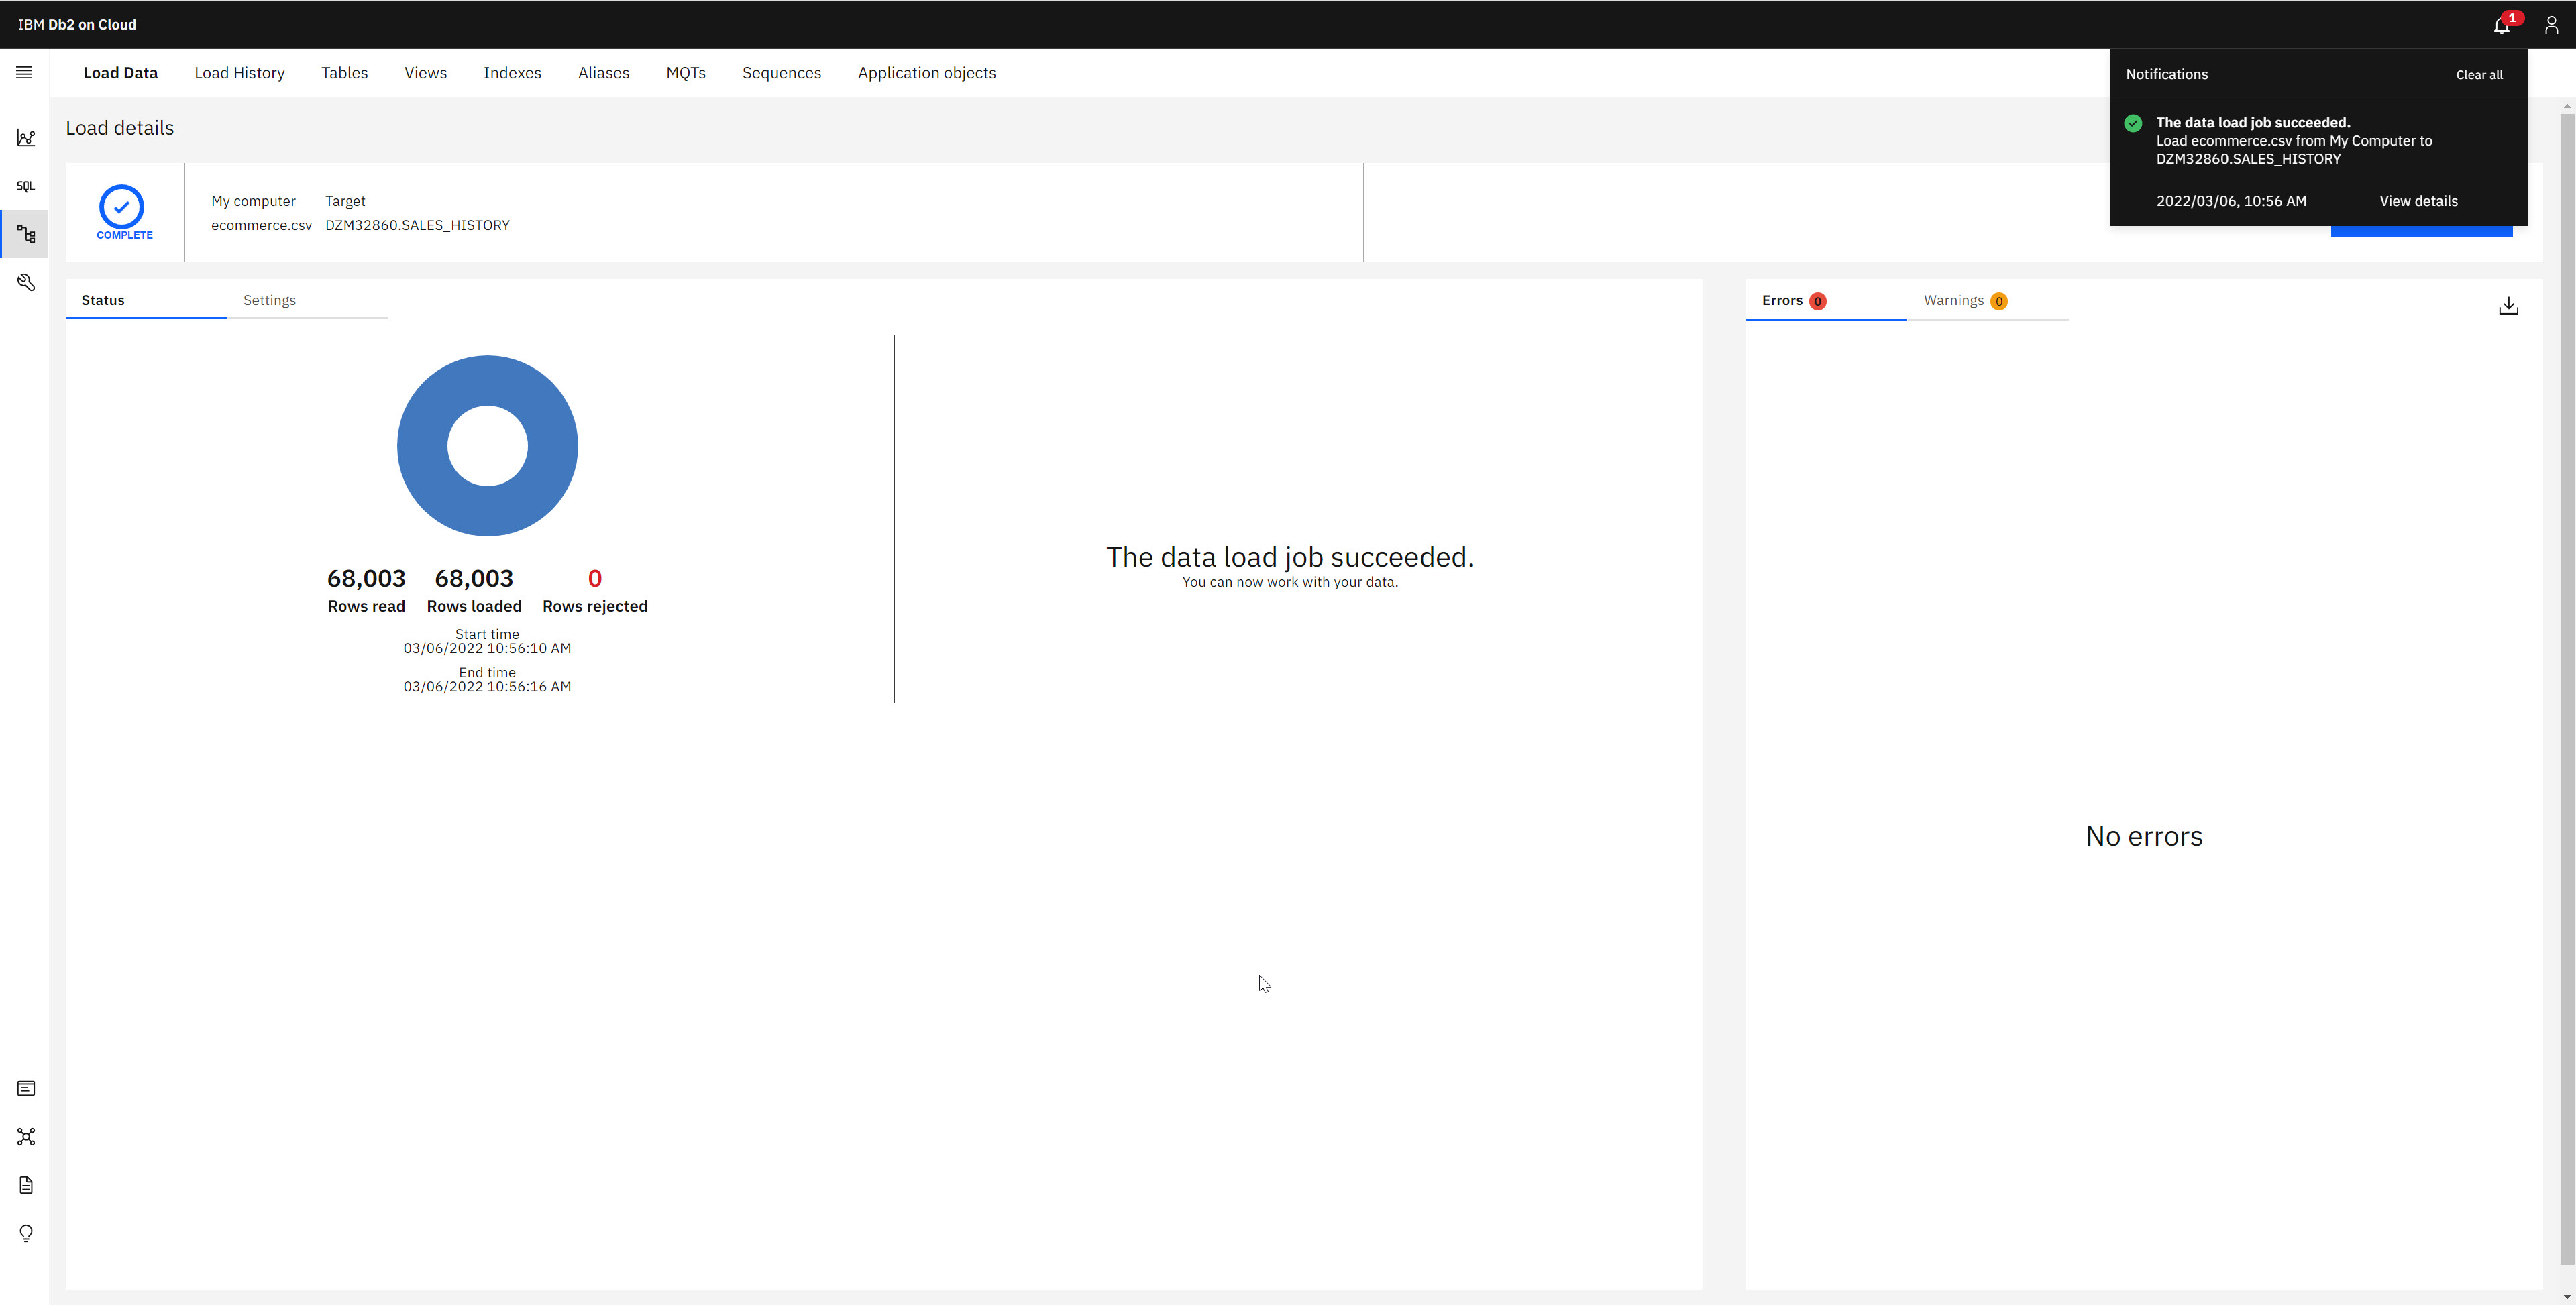 IBM Db2 on Cloud
1
Load Data Load History Tables Views Indexes Aliases MQTs Sequences Application objects
Notifications Clear all
The data load job succeeded.
Load ecommerce.csv from My Computer to
DZM32860.SALES_HISTORY
2022/03/06, 10:56 AM View details
Load details
SQL
COMPLETE
My computer Target
ecommerce.csv DZM32860.SALES_HISTORY
Status Settings
68,003 68,003 0
Rows read Rows loaded Rows rejected
Start time
03/06/2022 10:56:10 AM
End time
03/06/2022 10:56:16 AM
The data load job succeeded.
You can now work with your data.
Errors 0 Warnings 0
No errors